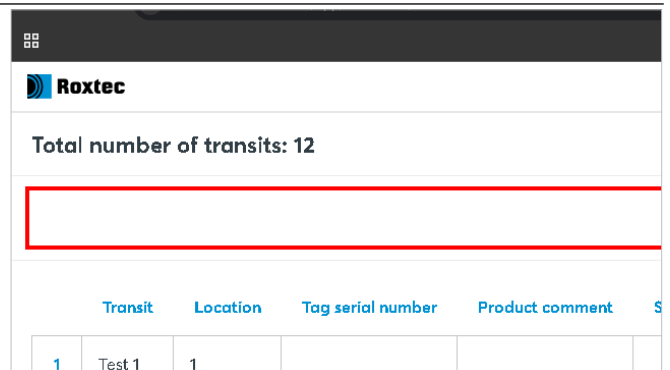 Roxtec
Total number of transits: 12
Transit Location Tag serial number Product comment
1 Test 1 1